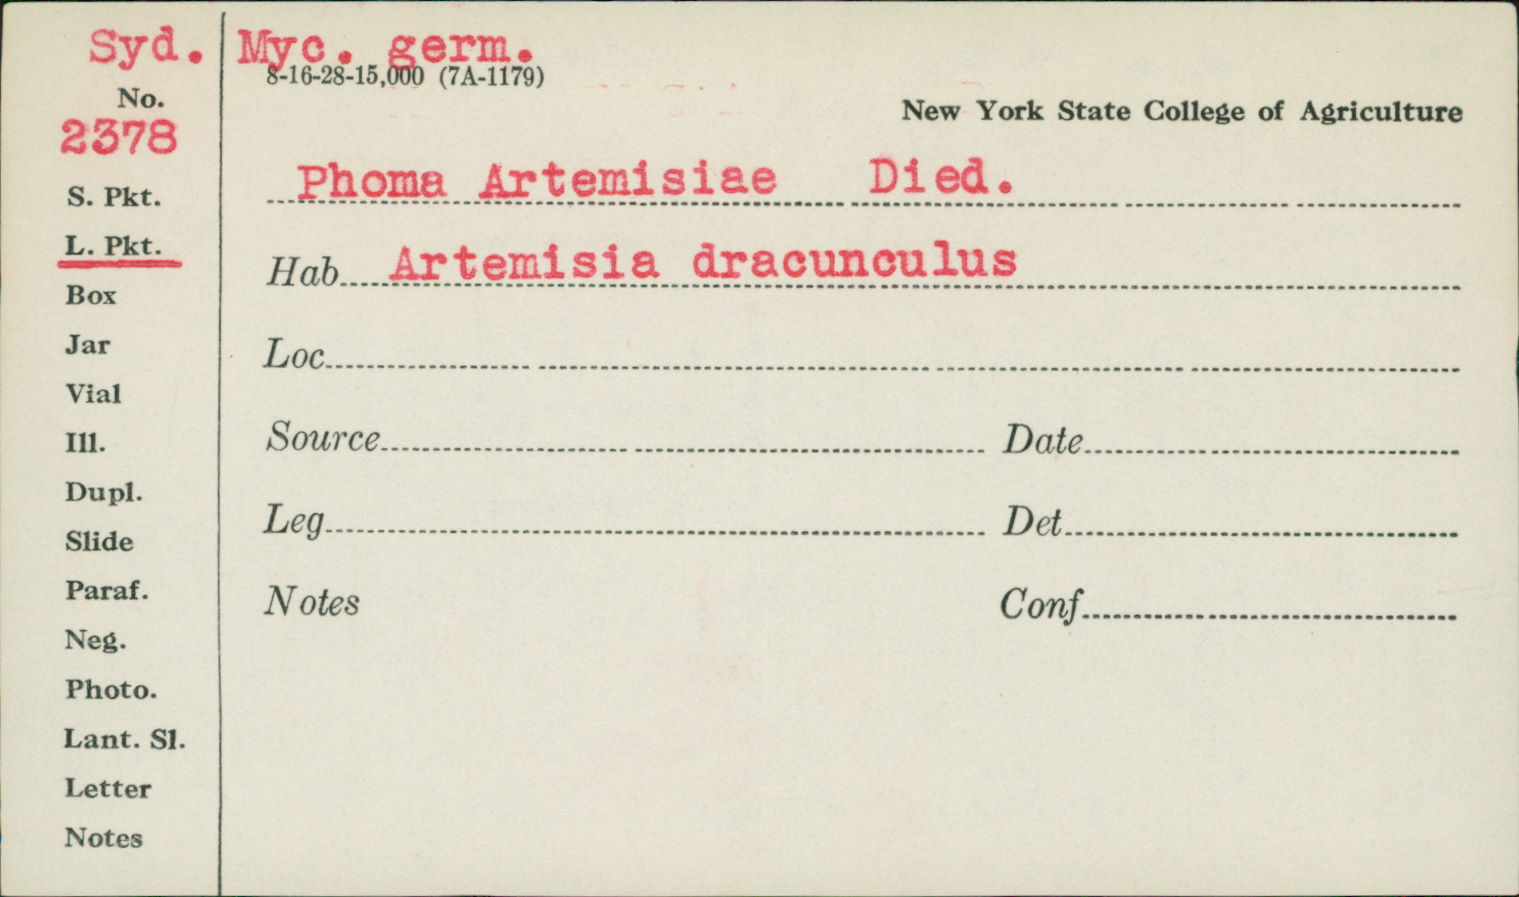 Syd. Myc. germ.
8-16-28-15,000 (7A-1179)
No.
2378
New York State College of Agriculture
Phoma Artemisiae Died.
S. Pkt.
L. Pkt.
Hab Artemisia dracunculus
Box
Jar
Loc
Vial
Ill.
Source Date
Dupl.
Slide
Leg Det
Paraf.
Notes Conf
Neg.
Photo.
Lant. Sl.
Letter
Notes